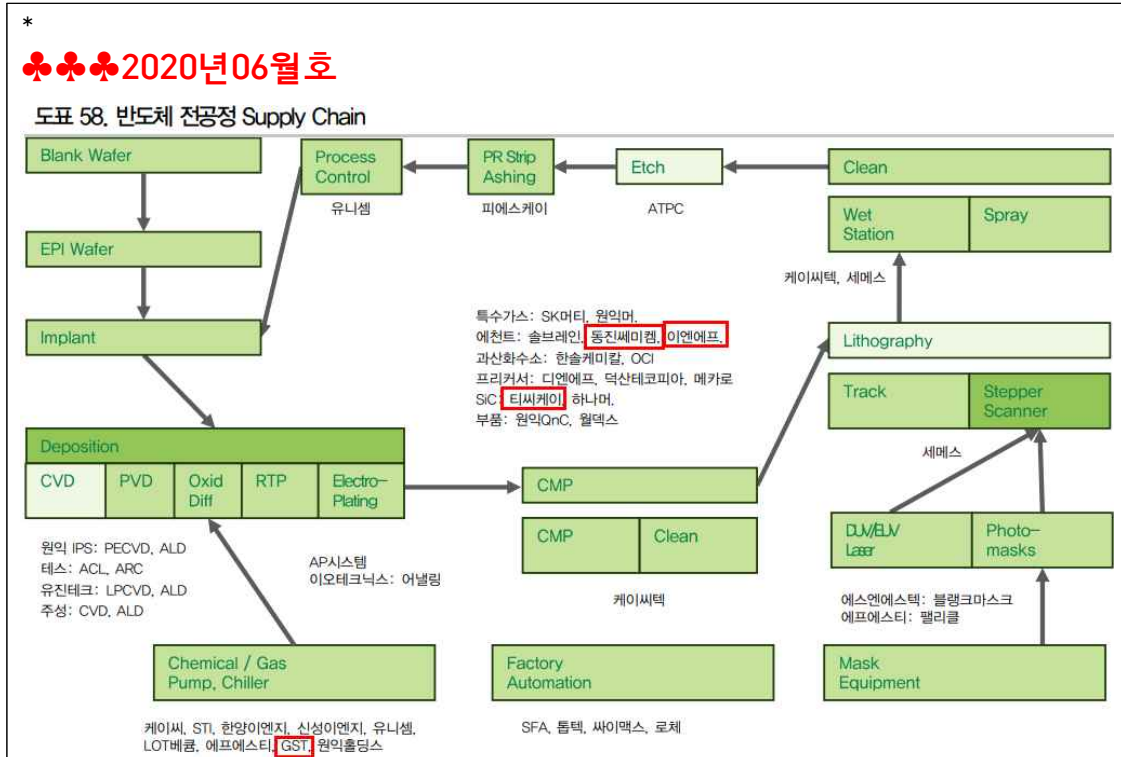 *
♣♣♣2020년06월호
도표 58. 반도체 전공정 Supply Chain
Blank Wafer
Process
Control
유니셈
PR Strip
Ashing
피에스케이
Etch
ATPC
Clean
Wet
Station
Spray
케이씨텍, 세메스
EPI Wafer
Implant
특수가스: SK머티, 원익머,
에천트: 솔브레인, 동진쎄미켐, 이엔에프,
과산화수소: 한솔케미칼, OCI
프리커서: 디엔에프, 덕산테코피아, 메카로
SiC: 티씨케이, 하나머,
부품: 원익QnC, 월덱스
Lithography
Track
Stepper
Scanner
세메스
Deposition
CVD
PVD
Oxid
Diff
RTP
Electro-
Plating
원익 IPS: PECVD, ALD
테스: ACL, ARC
유진테크: LPCVD, ALD
주성: CVD, ALD
AP시스템
이오테크닉스: 어낼링
CMP
CMP
Clean
케이씨텍
DUV/EUV
Laser
Photo-
masks
에스엔에스텍: 블랭크마스크
에프에스티: 팰리클
Chemical / Gas
Pump, Chiller
케이씨, STI, 한양이엔지, 신성이엔지, 유니셈,
LOT베큠, 에프에스티, GST, 원익홀딩스
Factory
Automation
SFA, 톱텍, 싸이맥스, 로체
Mask
Equipment